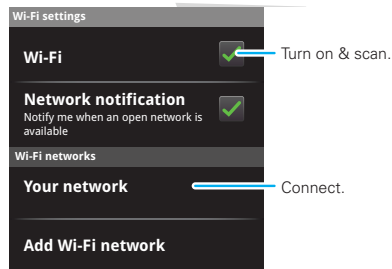 Wi-Fi settings
Wi-Fi
Turn on & scan.
Network notification
Notify me when an open network is
available
Wi-Fi networks
Your network
Connect.
Add Wi-Fi network